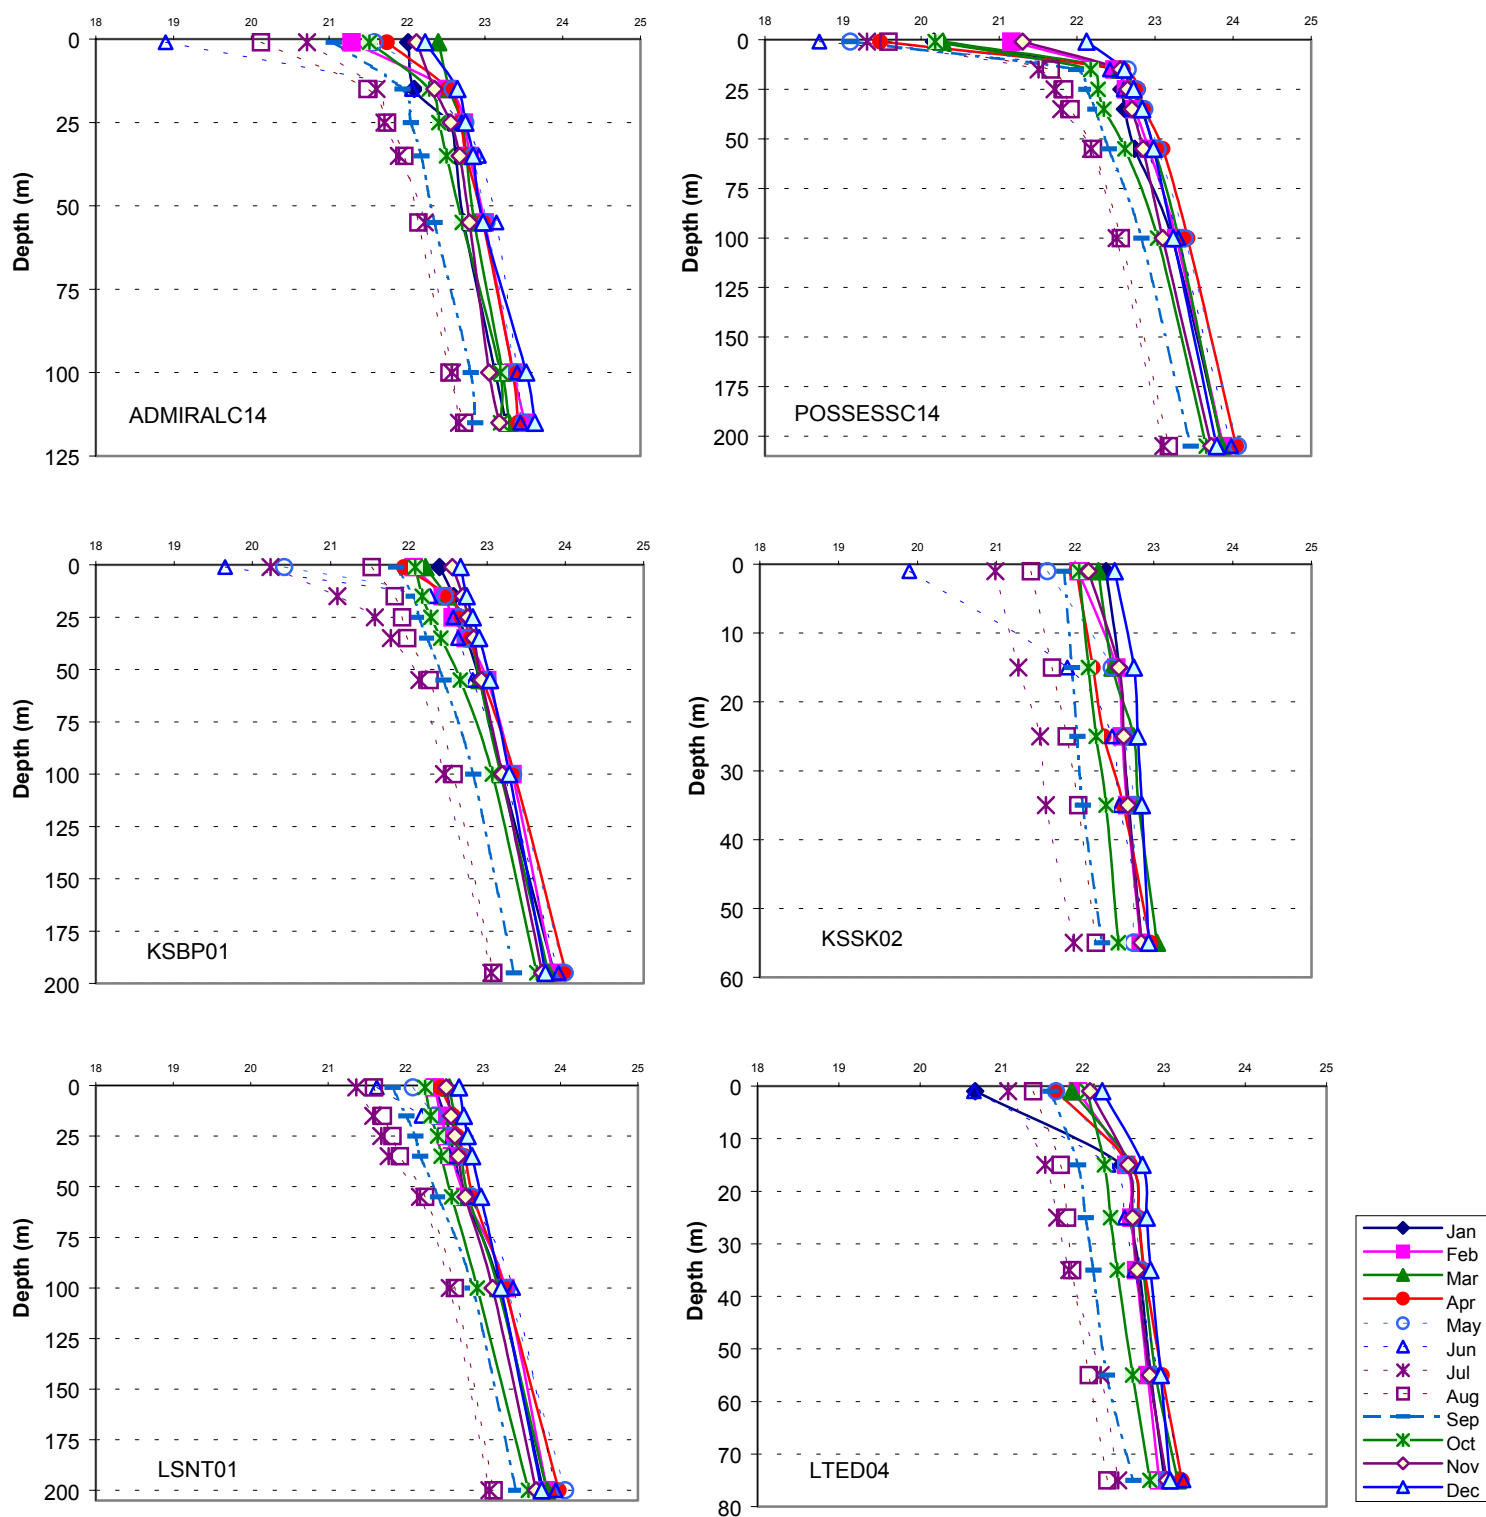 18 19 20 21 22 23 24 25
0
25
50
75
100
125
Depth (m)
ADMIRALC14
18 19 20 21 22 23 24 25
0
25
50
75
100
125
150
175
200
Depth (m)
POSSESSC14
18 19 20 21 22 23 24 25
0
25
50
75
100
125
150
175
200
Depth (m)
KSBP01
18 19 20 21 22 23 24 25
0
10
20
30
40
50
60
Depth (m)
KSSK02
18 19 20 21 22 23 24 25
0
25
50
75
100
125
150
175
200
Depth (m)
LSNT01
18 19 20 21 22 23 24 25
0
10
20
30
40
50
60
70
80
Depth (m)
LTED04
Jan
Feb
Mar
Apr
May
Jun
Jul
Aug
Sep
Oct
Nov
Dec